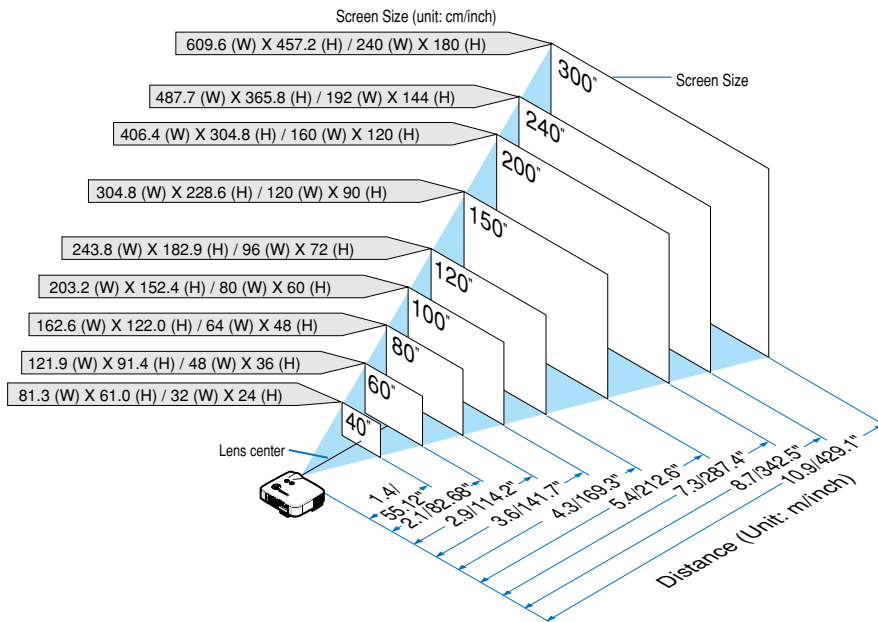 Screen Size (unit: cm/inch)
609.6 (W) X 457.2 (H) / 240 (W) X 180 (H)
300"
Screen Size
487.7 (W) X 365.8 (H) / 192 (W) X 144 (H)
240"
406.4 (W) X 304.8 (H) / 160 (W) X 120 (H)
200"
304.8 (W) X 228.6 (H) / 120 (W) X 90 (H)
150"
243.8 (W) X 182.9 (H) / 96 (W) X 72 (H)
120"
203.2 (W) X 152.4 (H) / 80 (W) X 60 (H)
100"
162.6 (W) X 122.0 (H) / 64 (W) X 48 (H)
80"
121.9 (W) X 91.4 (H) / 48 (W) X 36 (H)
60"
81.3 (W) X 61.0 (H) / 32 (W) X 24 (H)
40"
Lens center
1.4/
55.12"
2.1/82.68"
2.9/114.2"
3.6/141.7"
4.3/169.3"
5.4/212.6"
7.3/287.4"
8.7/342.5"
10.9/429.1"
Distance (Unit: m/inch)